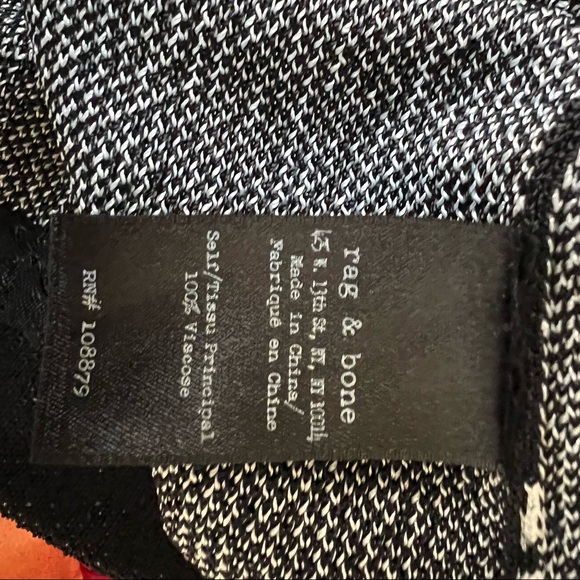 rag & bone
425 W. 13th St, NY, NY 10014
Made in China/
Fabriqué en Chine
Self/Tissu Principal
100% Viscose
RN# 108879